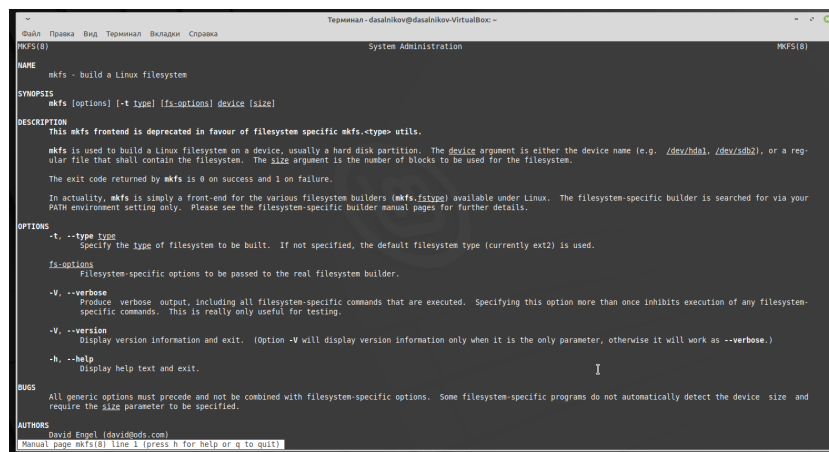 Терминал - dasalnikov@dasalnikov-VirtualBox: ~
Файл Правка Вид Терминал Вкладки Справка
MKFS(8) System Administration MKFS(8)
NAME
mkfs - build a Linux filesystem
SYNOPSIS
mkfs [options] [-t type] [fs-options] device [size]
DESCRIPTION
This mkfs frontend is deprecated in favour of filesystem specific mkfs.<type> utils.
mkfs is used to build a Linux filesystem on a device, usually a hard disk partition. The device argument is either the device name (e.g. /dev/hda1, /dev/sdb2), or a reg-
ular file that shall contain the filesystem. The size argument is the number of blocks to be used for the filesystem.
The exit code returned by mkfs is 0 on success and 1 on failure.
In actuality, mkfs is simply a front-end for the various filesystem builders (mkfs.fstype) available under Linux. The filesystem-specific builder is searched for via your
PATH environment setting only. Please see the filesystem-specific builder manual pages for further details.
OPTIONS
-t, --type type
Specify the type of filesystem to be built. If not specified, the default filesystem type (currently ext2) is used.
fs-options
Filesystem-specific options to be passed to the real filesystem builder.
-V, --verbose
Produce verbose output, including all filesystem-specific commands that are executed. Specifying this option more than once inhibits execution of any filesystem-
specific commands. This is really only useful for testing.
-V, --version
Display version information and exit. (Option -V will display version information only when it is the only parameter, otherwise it will work as --verbose.)
-h, --help
Display help text and exit.
BUGS
All generic options must precede and not be combined with filesystem-specific options. Some filesystem-specific programs do not automatically detect the device size and
require the size parameter to be specified.
AUTHORS
David Engel (david@ods.com)
Manual page mkfs(8) line 1 (press h for help or q to quit)